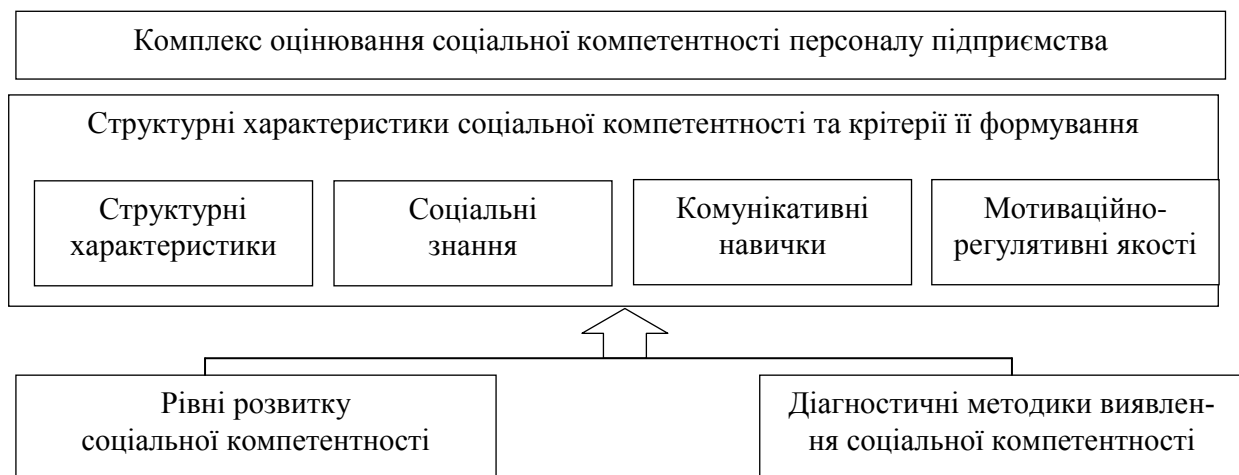 Комплекс оцінювання соціальної компетентності персоналу підприємства
Структурні характеристики соціальної компетентності та крітерії її формування
Структурні
характеристики
Соціальні
знання
Комунікативні
навички
Мотиваційно-
регулятивні якості
Рівні розвитку
соціальної компетентності
Діагностичні методики виявлен-
ня соціальної компетентності